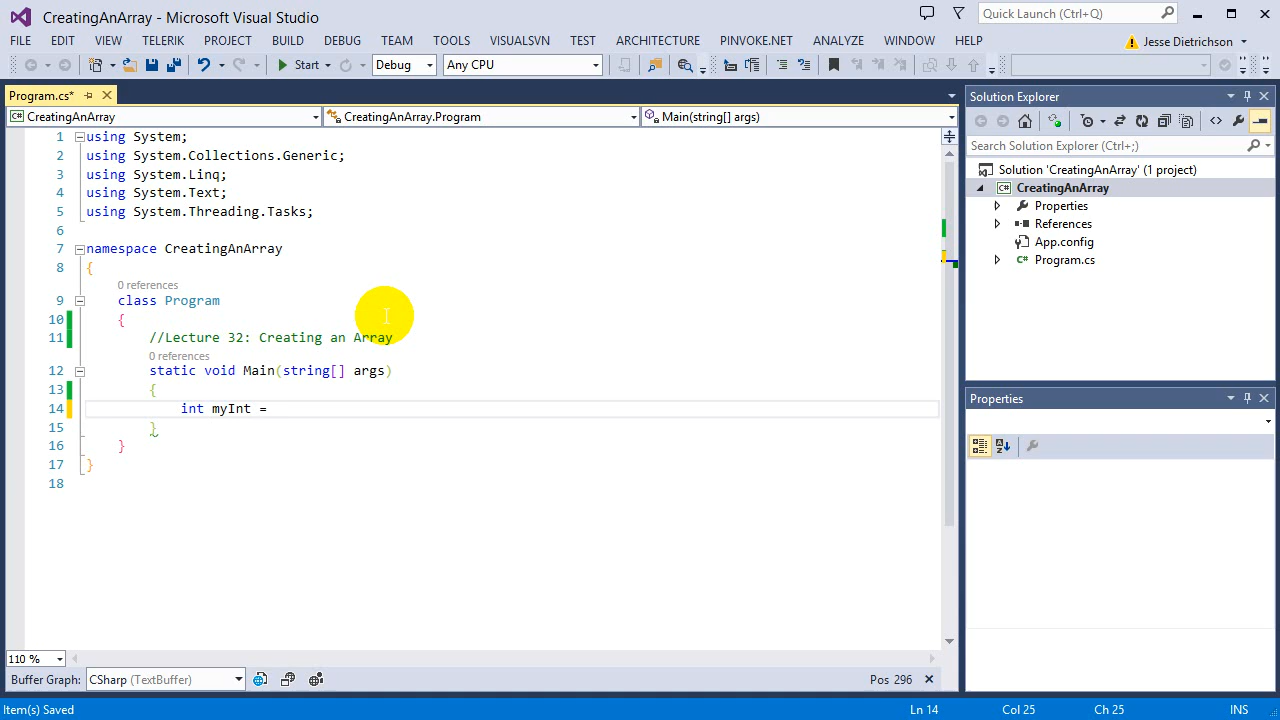 CreatingAnArray - Microsoft Visual Studio
Quick Launch (Ctrl+Q)
FILE EDIT VIEW TELERIK PROJECT BUILD DEBUG TEAM TOOLS VISUALSVN TEST ARCHITECTURE PINVOKE.NET ANALYZE WINDOW HELP
Jesse Dietrichson
Start Debug Any CPU
Program.cs*
CreatingAnArray CreatingAnArray.Program Main(string[] args)
1 using System;
2 using System.Collections.Generic;
3 using System.Linq;
4 using System.Text;
5 using System.Threading.Tasks;
6
7 namespace CreatingAnArray
8 {
0 references
9 class Program
10 {
11 //Lecture 32: Creating an Array
0 references
12 static void Main(string[] args)
13 {
14 int myInt =
15 }
16 }
17 }
18
110 %
Buffer Graph: CSharp (TextBuffer) Pos 296
Solution Explorer
Search Solution Explorer (Ctrl+;)
Solution 'CreatingAnArray' (1 project)
C# CreatingAnArray
Properties
References
App.config
C# Program.cs
Properties
Item(s) Saved Ln 14 Col 25 Ch 25 INS